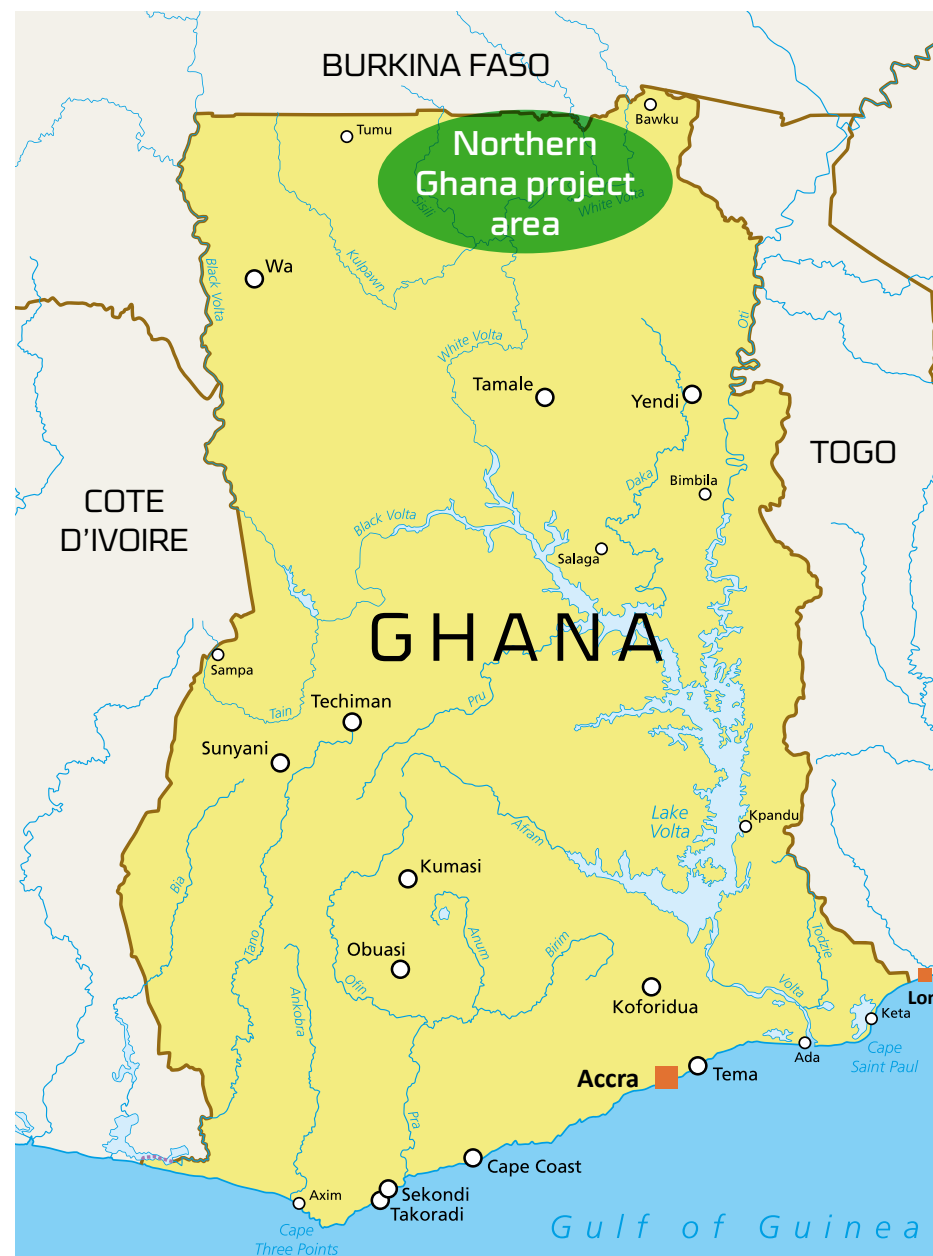 BURKINA FASO
Bawku
Tumu
Northern
Ghana project
area
Sisili
White Volta
Kulpawn
Black Volta
Wa
Oti
White Volta
Tamale
Yendi
TOGO
Daka
Bimbila
COTE
D'IVOIRE
Black Volta
Salaga
GHANA
Sampa
Tain
Pru
Techiman
Sunyani
Lake
Volta
Kpandu
Afram
Bia
Kumasi
Tano
Anum
Birim
Todzie
Obuasi
Ofin
Ankobra
Koforidua
Volta
Lor
Keta
Ada
Cape
Saint Paul
Accra
Tema
Pra
Cape Coast
Axim
Sekondi
Takoradi
Cape
Three Points
Gulf of Guinea